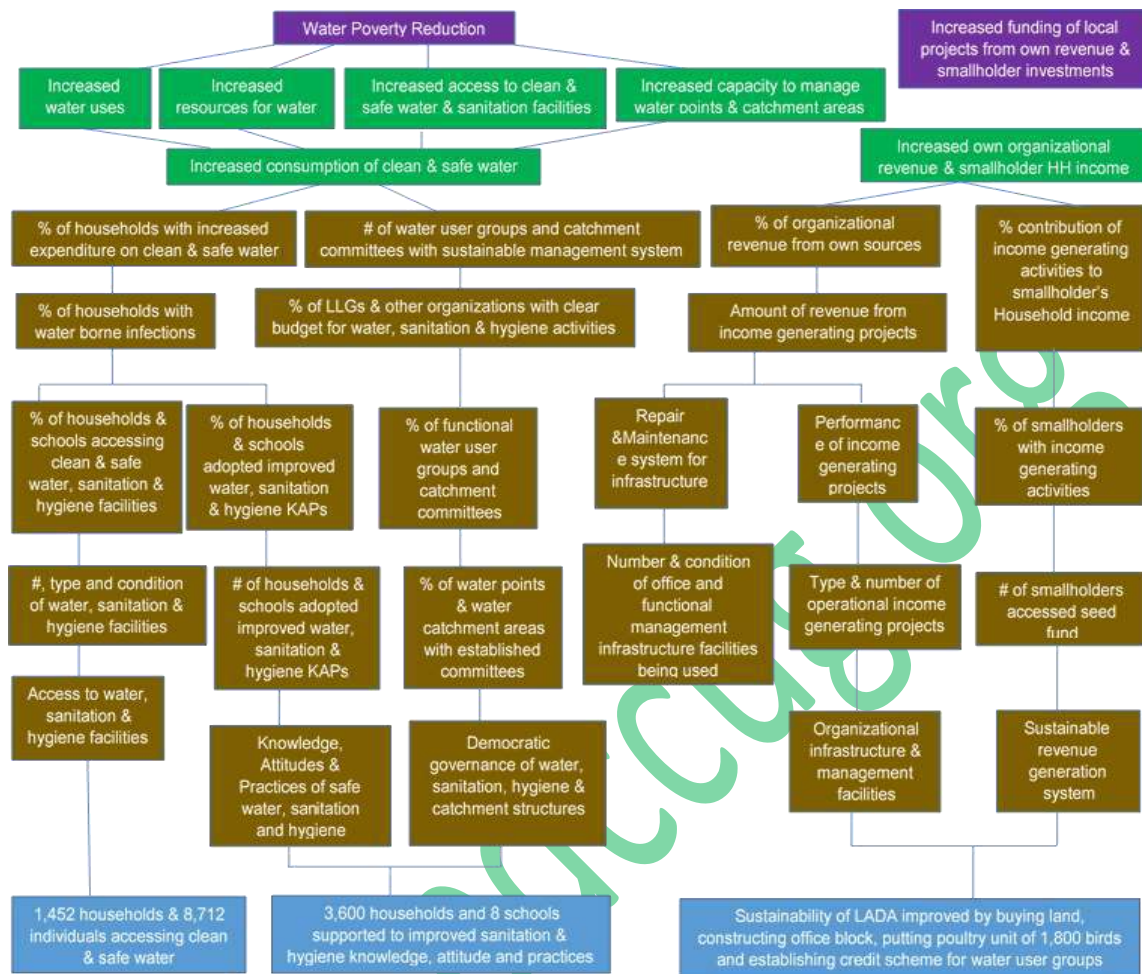 Water Poverty Reduction
Increased funding of local
projects from own revenue &
smallholder investments
Increased
water uses
Increased
resources for water
Increased access to clean &
safe water & sanitation facilities
Increased capacity to manage
water points & catchment areas
Increased consumption of clean & safe water
Increased own organizational
revenue & smallholder HH income
% of households with increased
expenditure on clean & safe water
# of water user groups and catchment
committees with sustainable management system
% of organizational
revenue from own sources
% contribution of
income generating
activities to
smallholder's
Household income
% of households with
water borne infections
% of LLGs & other organizations with clear
budget for water, sanitation & hygiene activities
Amount of revenue from
income generating projects
% of households &
schools accessing
clean & safe
water, sanitation &
hygiene facilities
% of households
& schools
adopted improved
water, sanitation
& hygiene KAPs
% of functional
water user
groups and
catchment
committees
Repair
&Maintenanc
e system for
infrastructure
Performanc
e of income
generating
projects
% of smallholders
with income
generating
activities
#, type and condition
of water, sanitation &
hygiene facilities
# of households &
schools adopted
improved water,
sanitation &
hygiene KAPs
% of water points
& water
catchment areas
with established
committees
Number & condition
of office and
functional
management
infrastructure facilities
being used
Type & number of
operational income
generating projects
# of smallholders
accessed seed
fund
Access to water,
sanitation &
hygiene facilities
Knowledge,
Attitudes &
Practices of safe
water, sanitation
and hygiene
Democratic
governance of water,
sanitation, hygiene &
catchment structures
Organizational
infrastructure &
management
facilities
Sustainable
revenue
generation
system
1,452 households & 8,712
individuals accessing clean
& safe water
3,600 households and 8 schools
supported to improved sanitation &
hygiene knowledge, attitude and practices
Sustainability of LADA improved by buying land,
constructing office block, putting poultry unit of 1,800 birds
and establishing credit scheme for water user groups